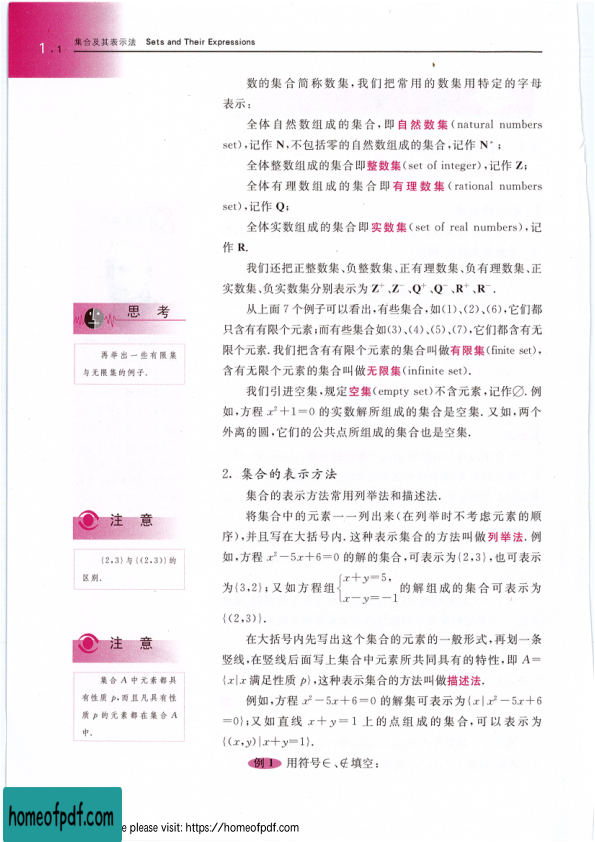 1.1 集合及其表示法 Sets and Their Expressions
数的集合简称数集,我们把常用的数集用特定的字母
表示:
全体自然数组成的集合,即自然数集(natural numbers
set),记作 N,不包括零的自然数组成的集合,记作 N*;
全体整数组成的集合即整数集(set of integer),记作 Z;
全体有理数组成的集合即有理数集(rational numbers
set),记作 Q;
全体实数组成的集合即实数集(set of real numbers),记
作 R.
我们还把正整数集、负整数集、正有理数集、负有理数集、正
实数集、负实数集分别表示为 Z⁺、Z⁻、Q⁺、Q⁻、R⁺、R⁻.
从上面 7 个例子可以看出,有些集合,如(1)、(2)、(6),它们都
只含有有限个元素;而有些集合如(3)、(4)、(5)、(7),它们都含有无
限个元素.我们把含有有限个元素的集合叫做有限集(finite set),
含有无限个元素的集合叫做无限集(infinite set).
我们引进空集,规定空集(empty set)不含元素,记作∅. 例
如,方程 x²+1=0 的实数解所组成的集合是空集. 又如,两个
外离的圆,它们的公共点所组成的集合也是空集.
思 考
再举出一些有限集
与无限集的例子.
2. 集合的表示方法
集合的表示方法常用列举法和描述法.
将集合中的元素一一列出来(在列举时不考虑元素的顺
序),并且写在大括号内. 这种表示集合的方法叫做列举法. 例
如,方程 x²-5x+6=0 的解的集合,可表示为{2,3},也可表示
为{3,2};又如方程组{x+y=5,
x-y=-1 的解组成的集合可表示为
{(2,3)}.
注 意
{2,3}与{(2,3)}的
区别.
在大括号内先写出这个集合的元素的一般形式,再划一条
竖线,在竖线后面写上集合中元素所共同具有的特性,即 A=
{x|x 满足性质 p},这种表示集合的方法叫做描述法.
例如,方程 x²-5x+6=0 的解集可表示为{x|x²-5x+6
=0};又如直线 x+y=1 上的点组成的集合,可以表示为
{(x,y)|x+y=1}.
注 意
集合 A 中元素都具
有性质 p,而且凡具有性
质 p 的元素都在集合 A
中.
例 1 用符号∈、∉填空:
homeofpdf.com
e please visit: https://homeofpdf.com